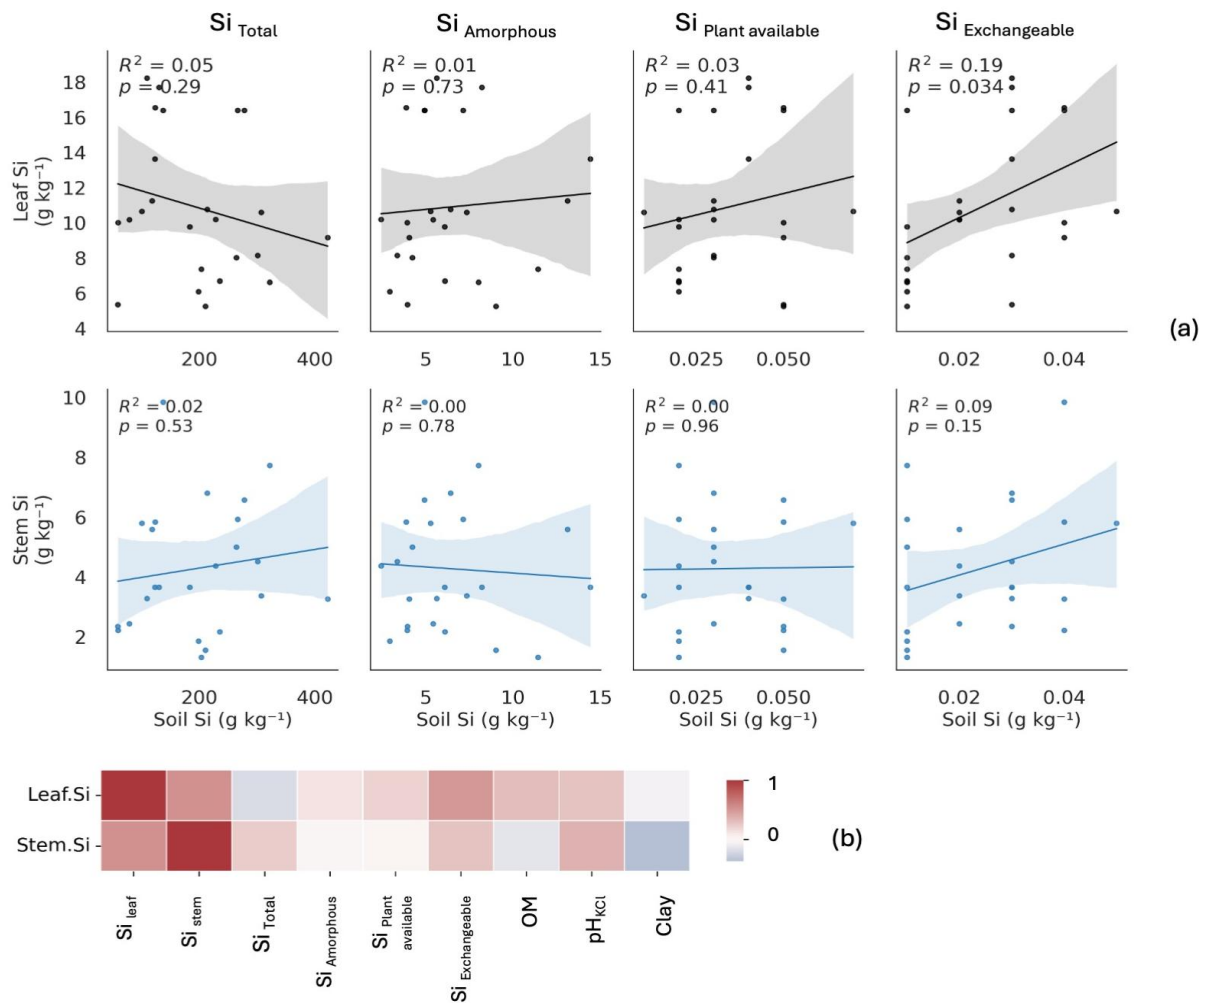 Si Total Si Amorphous Si Plant available Si Exchangeable
R² = 0.05 R² = 0.01 R² = 0.03 R² = 0.19
p = 0.29 p = 0.73 p = 0.41 p = 0.034
Leaf Si
(g kg⁻¹)
18
16
14
12
10
8
6
4
200 400 5 10 15 0.025 0.050 0.02 0.04
(a)
R² = 0.02 R² = 0.00 R² = 0.00 R² = 0.09
p = 0.53 p = 0.78 p = 0.96 p = 0.15
Stem Si
(g kg⁻¹)
10
8
6
4
2
200 400 5 10 15 0.025 0.050 0.02 0.04
Soil Si (g kg⁻¹) Soil Si (g kg⁻¹) Soil Si (g kg⁻¹) Soil Si (g kg⁻¹)
Leaf.Si
Stem.Si
1
0
(b)
Si leaf
Si stem
Si Total
Si Amorphous
Si Plant
available
Si Exchangeable
OM
pHKCl
Clay